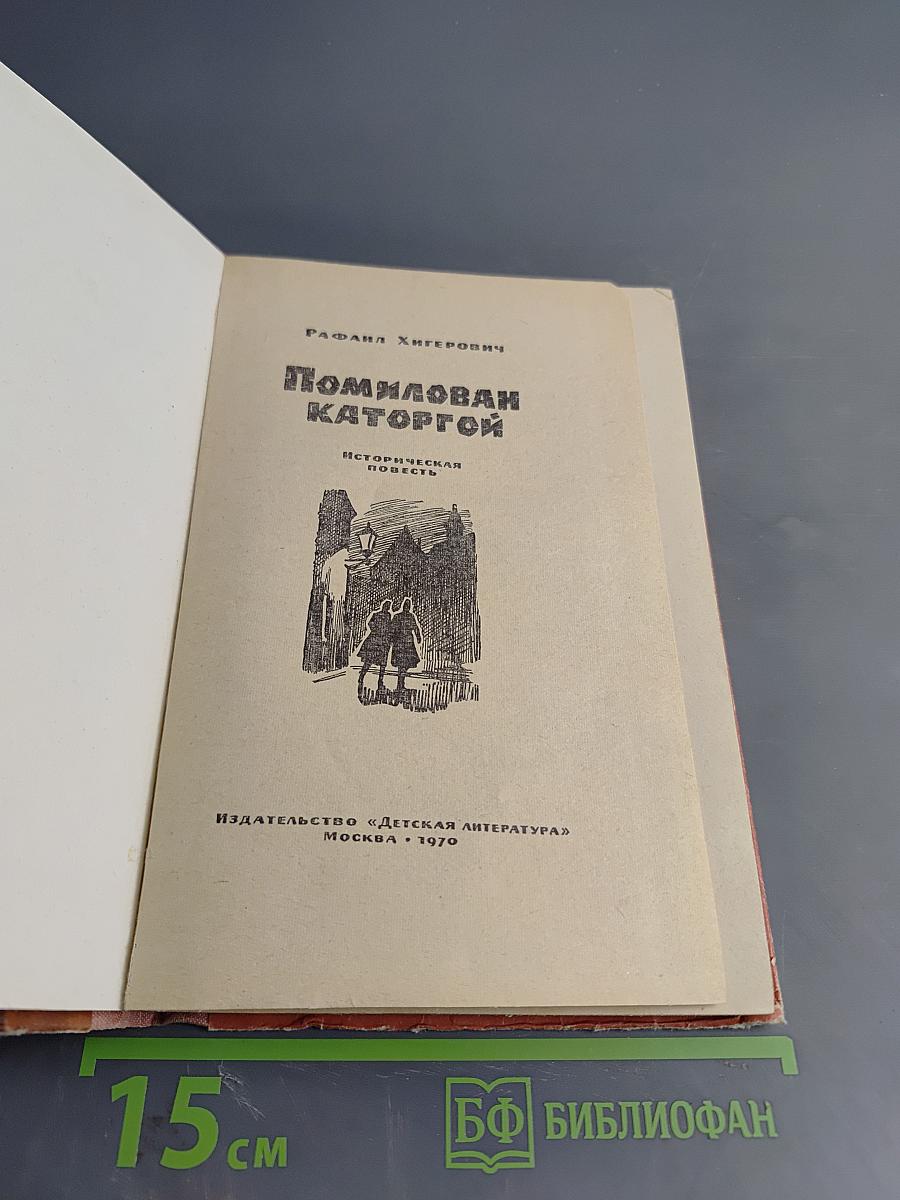 Рафаил Хигерович
Помилован
каторгой
Историческая
повесть
Издательство «Детская литература»
Москва • 1970
15 см
БФ БИБЛИОФАН